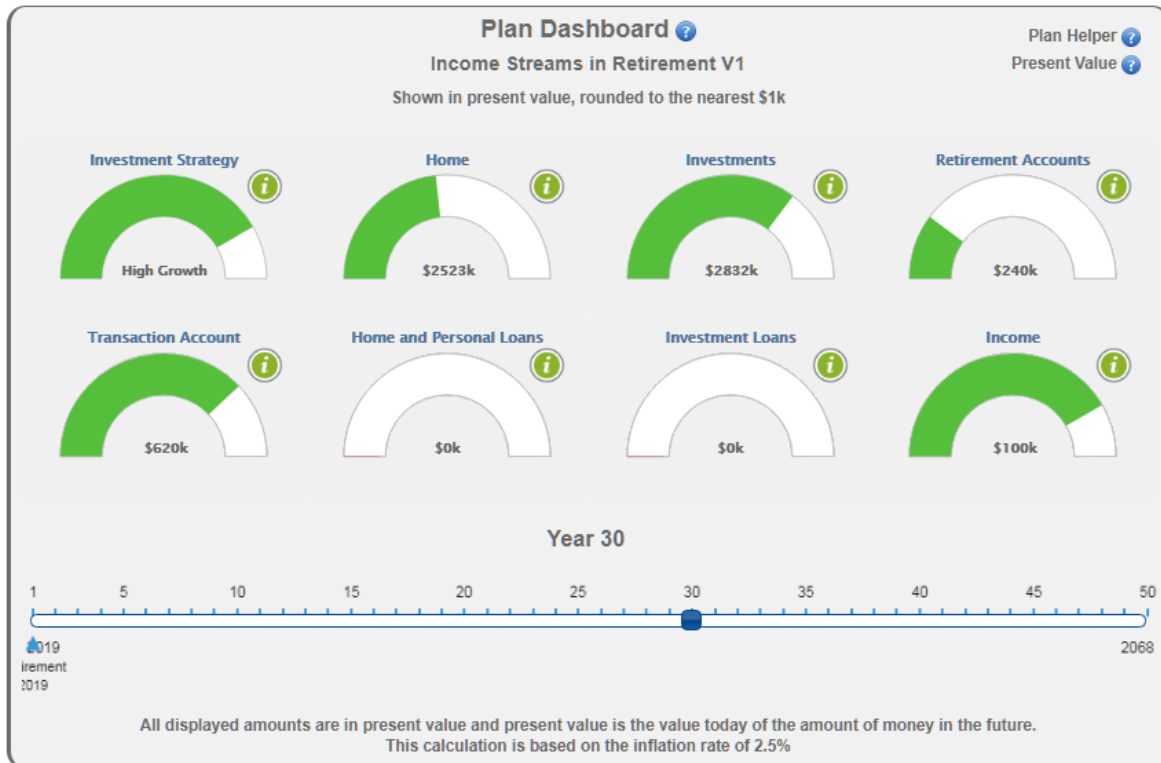 Plan Dashboard ?
Plan Helper ?
Income Streams in Retirement V1
Present Value ?
Shown in present value, rounded to the nearest $1k
Investment Strategy
Home
Investments
Retirement Accounts
i
i
i
i
High Growth
$2523k
$2832k
$240k
Transaction Account
Home and Personal Loans
Investment Loans
Income
i
i
i
i
$620k
$0k
$0k
$100k
Year 30
1 5 10 15 20 25 30 35 40 45 50
2019
2068
irement
2019
All displayed amounts are in present value and present value is the value today of the amount of money in the future.
This calculation is based on the inflation rate of 2.5%